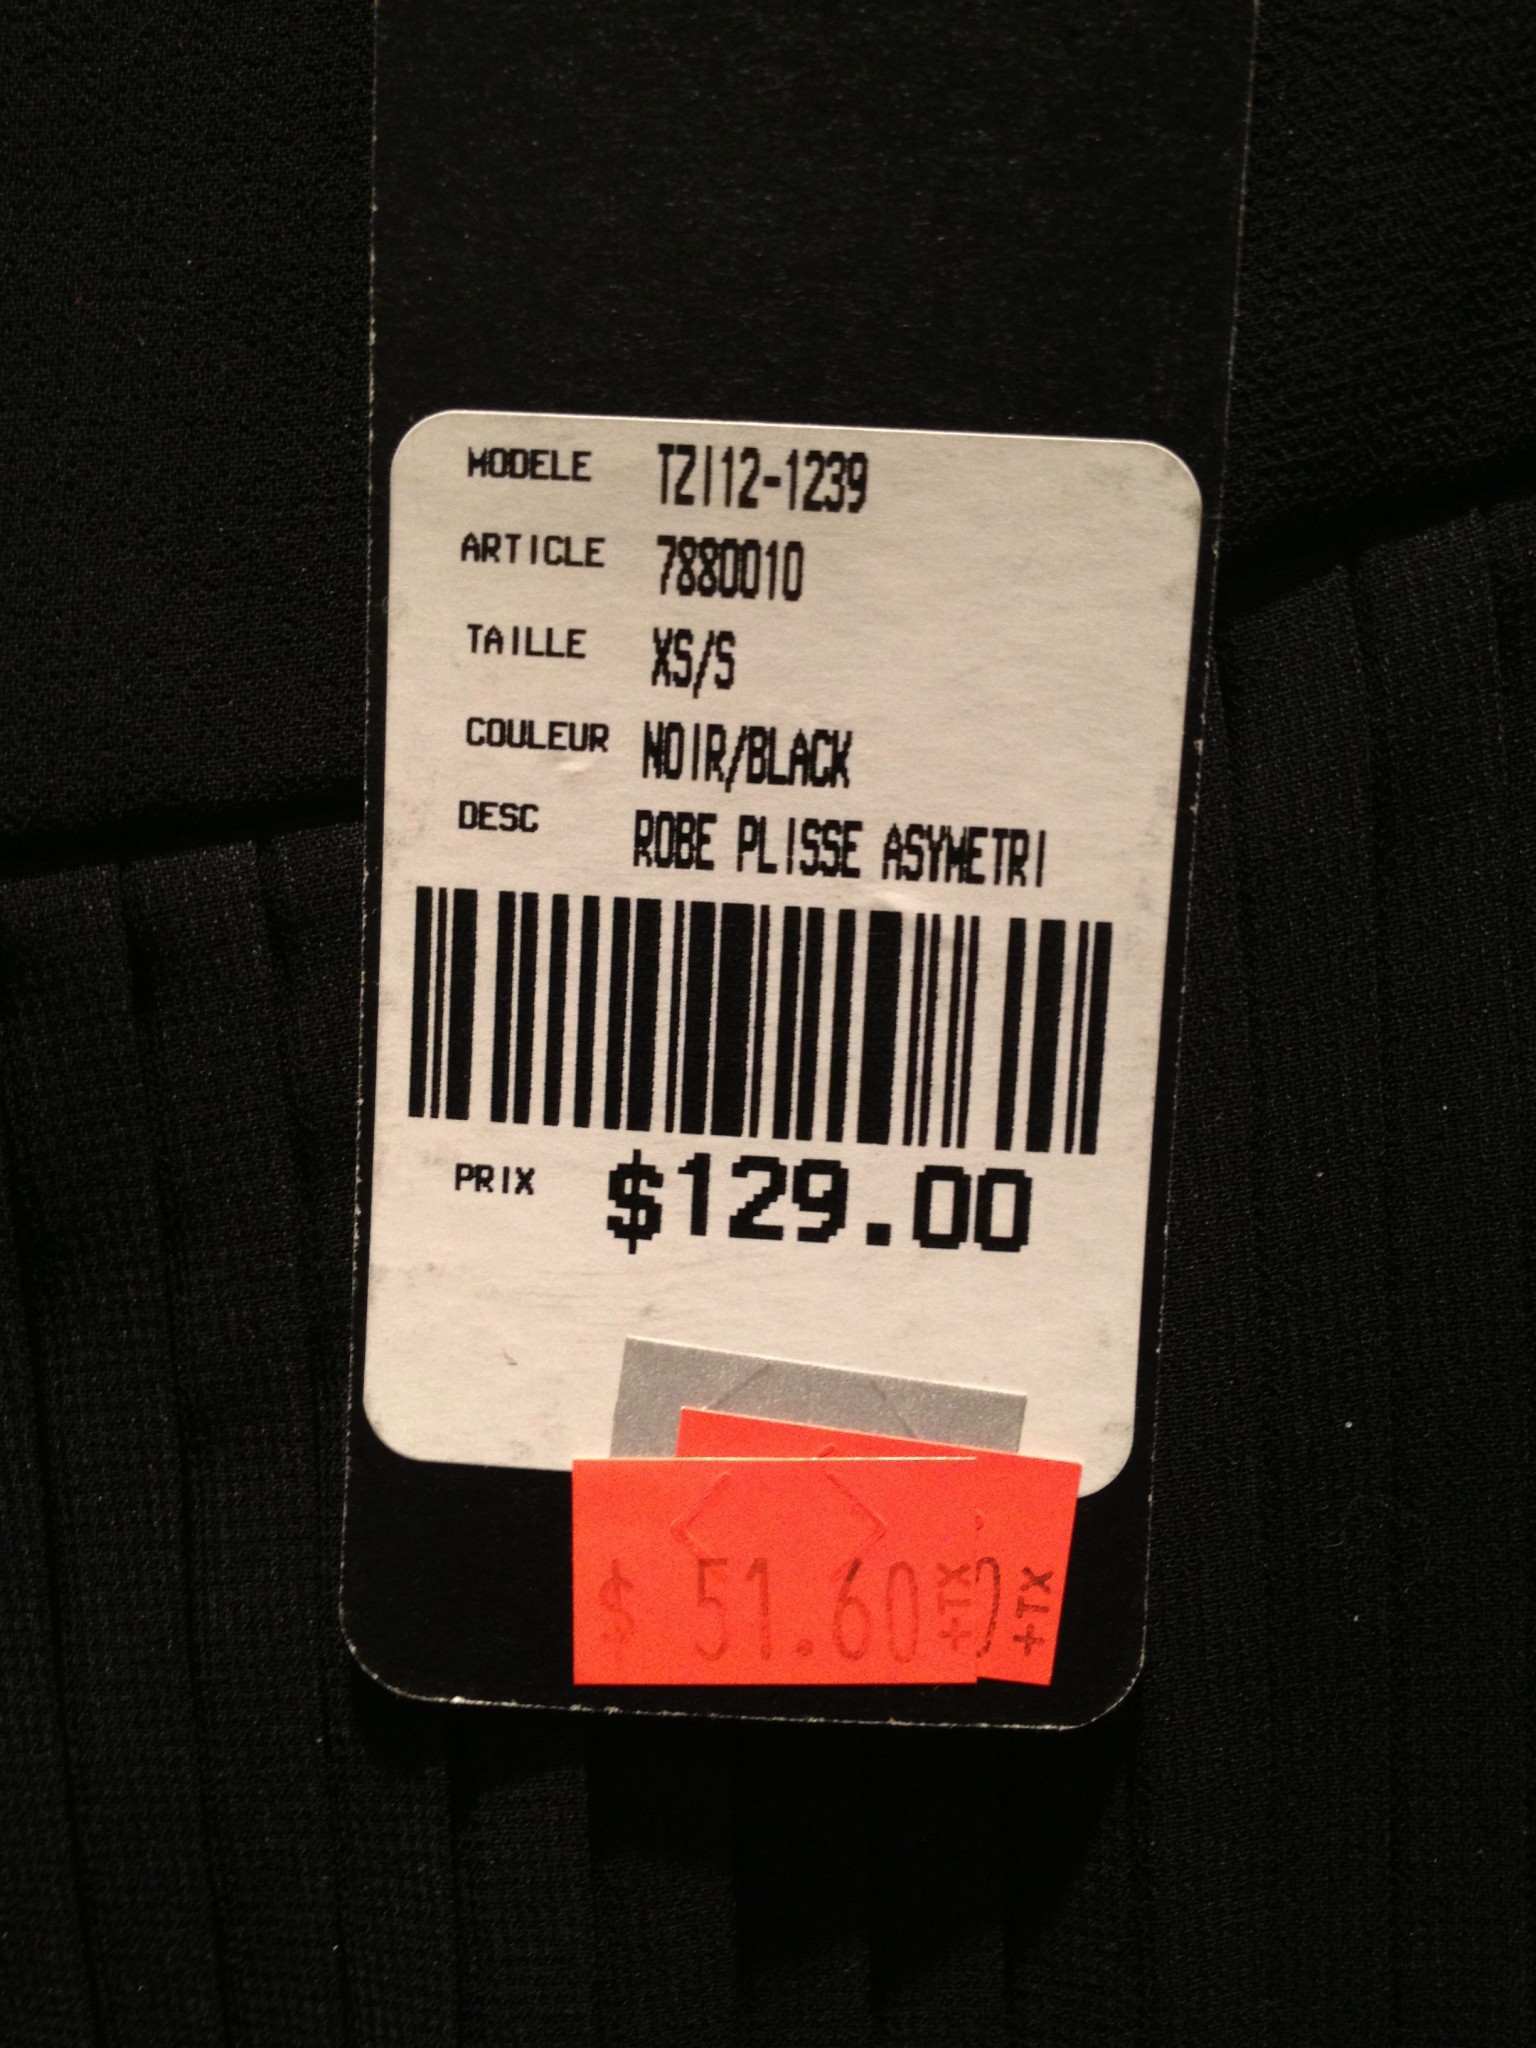 MODELE TZI12-1239
ARTICLE 7880010
TAILLE XS/S
COULEUR NOIR/BLACK
DESC ROBE PLISSE ASYMETRI
PRIX $129.00
$ 51.60 +TX
+TX